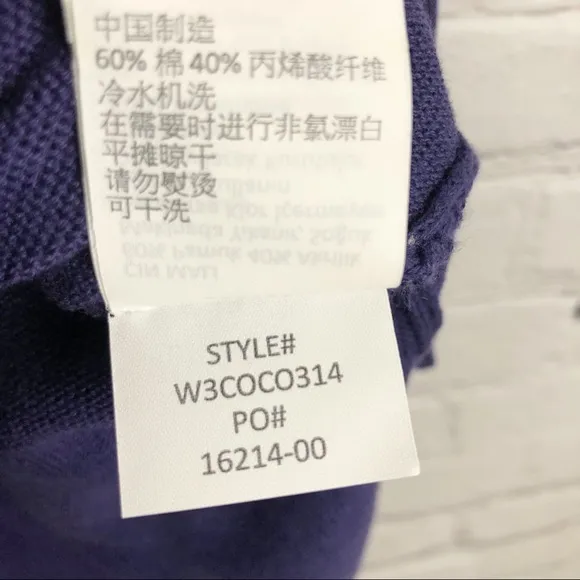 中国制造
60% 棉 40% 丙烯酸纤维
冷水机洗
在需要时进行非氯漂白
平摊晾干
请勿熨烫
可干洗
STYLE#
W3COCO314
PO#
16214-00